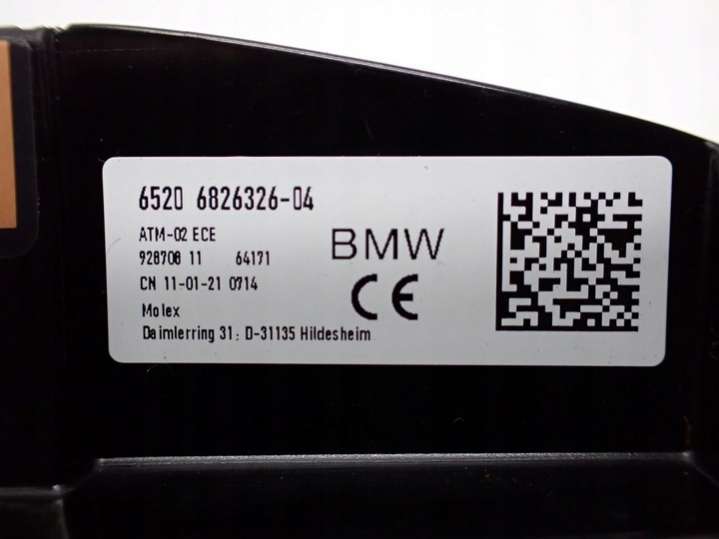 6520 6826326-04
ATM-02 ECE
928708 11 64171
CN 11-01-21 0714
Molex
Daimlerring 31; D-31135 Hildesheim
BMW
CE